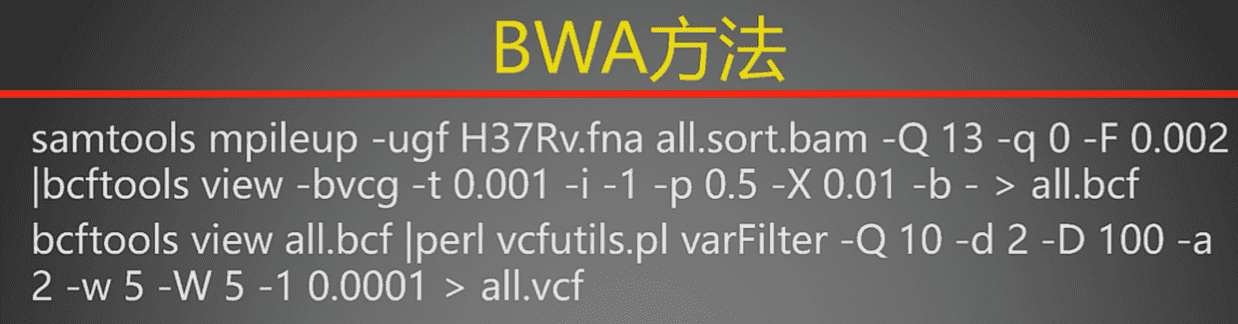 BWA方法
samtools mpileup -ugf H37Rv.fna all.sort.bam -Q 13 -q 0 -F 0.002
|bcftools view -bvcg -t 0.001 -i -1 -p 0.5 -X 0.01 -b - > all.bcf
bcftools view all.bcf |perl vcfutils.pl varFilter -Q 10 -d 2 -D 100 -a
2 -w 5 -W 5 -1 0.0001 > all.vcf